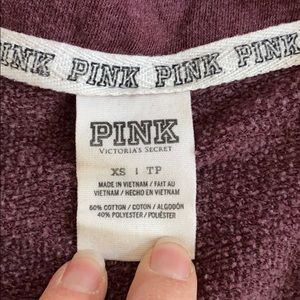 PINK PINK PINK PINK
PINK
VICTORIA'S SECRET
XS | TP
MADE IN VIETNAM / FAIT AU
VIETNAM / HECHO EN VIETNAM
60% COTTON / COTON / ALGODÓN
40% POLYESTER / POLYÉSTER